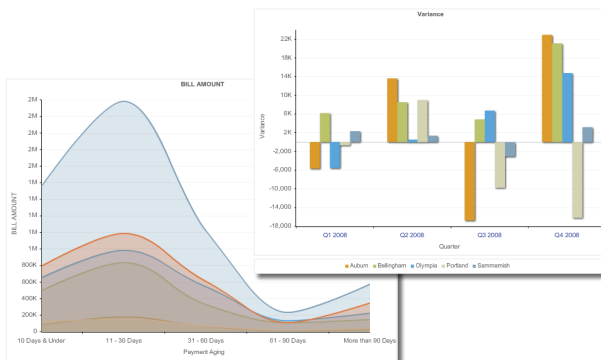 Variance
22K
18K
14K
10K
6K
2K
-2,000
-6,000
-10,000
-14,000
-18,000
Variance
Q1 2008
Q2 2008
Q3 2008
Q4 2008
Quarter
Auburn Bellingham Olympia Portland Sammamish
BILL AMOUNT
2M
2M
2M
2M
1M
1M
1M
1M
1M
1M
800K
600K
400K
200K
0
BILL AMOUNT
10 Days & Under
11 - 30 Days
31 - 60 Days
61 - 90 Days
More than 90 Days
Payment Aging